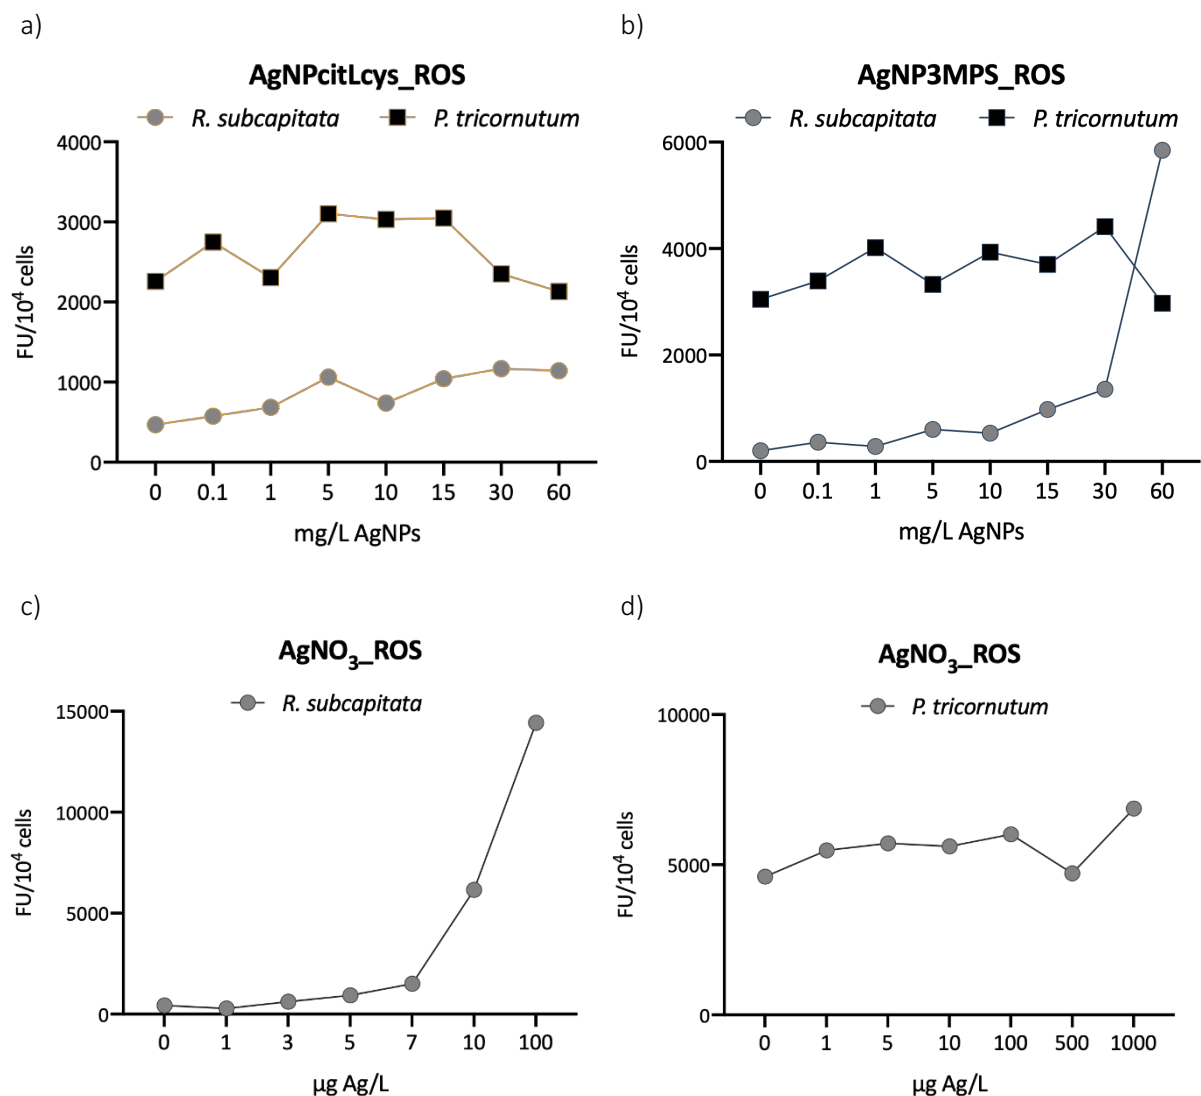 a)
AgNPcitLcys_ROS
R. subcapitata P. tricornutum
4000
3000
2000
1000
0
FU/10⁴ cells
0 0.1 1 5 10 15 30 60
mg/L AgNPs
b)
AgNP3MPS_ROS
R. subcapitata P. tricornutum
6000
4000
2000
0
FU/10⁴ cells
0 0.1 1 5 10 15 30 60
mg/L AgNPs
c)
AgNO₃_ROS
R. subcapitata
15000
10000
5000
0
FU/10⁴ cells
0 1 3 5 7 10 100
µg Ag/L
d)
AgNO₃_ROS
P. tricornutum
10000
5000
0
FU/10⁴ cells
0 1 5 10 100 500 1000
µg Ag/L